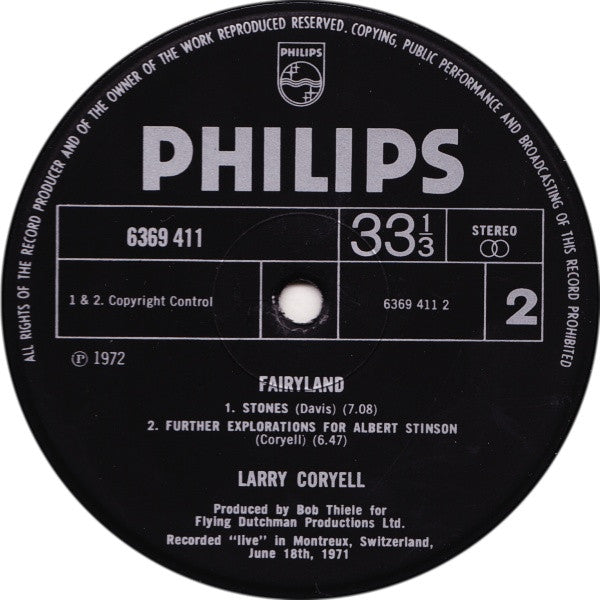 ALL RIGHTS OF THE RECORD PRODUCER AND OF THE OWNER OF THE WORK REPRODUCED RESERVED. COPYING, PUBLIC PERFORMANCE AND BROADCASTING OF THIS RECORD PROHIBITED
PHILIPS
PHILIPS
6369 411
33 1/3
STEREO
1 & 2. Copyright Control
6369 411 2
2
℗ 1972
FAIRYLAND
1. STONES (Davis) (7.08)
2. FURTHER EXPLORATIONS FOR ALBERT STINSON
(Coryell) (6.47)
LARRY CORYELL
Produced by Bob Thiele for
Flying Dutchman Productions Ltd.
Recorded "live" in Montreux, Switzerland,
June 18th, 1971